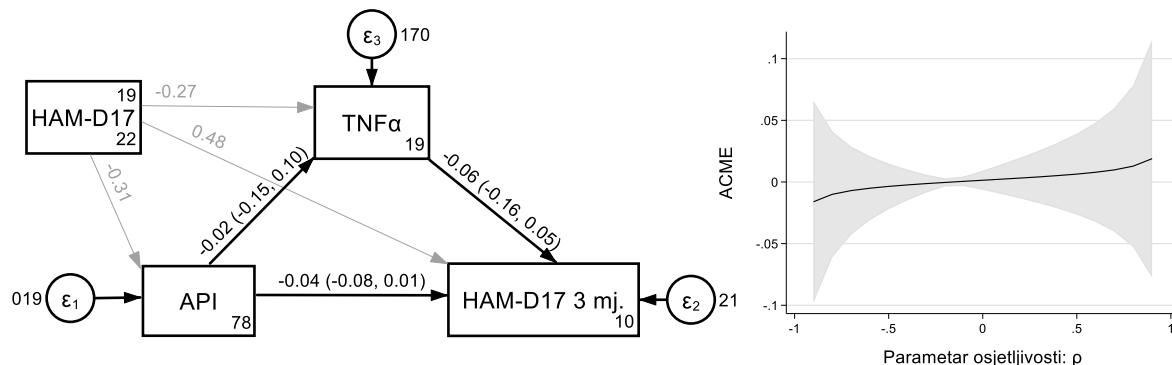 ε3 170
19
HAM-D17
22
-0.27
TNFα
19
0.48
-0.31
-0.02 (-0.15, 0.10)
-0.06 (-0.16, 0.05)
019 ε1
API
78
-0.04 (-0.08, 0.01)
HAM-D17 3 mj.
10
ε2 21
ACME
.1
.05
0
-.05
-.1
-1 -.5 0 .5 1
Parametar osjetljivosti: ρ